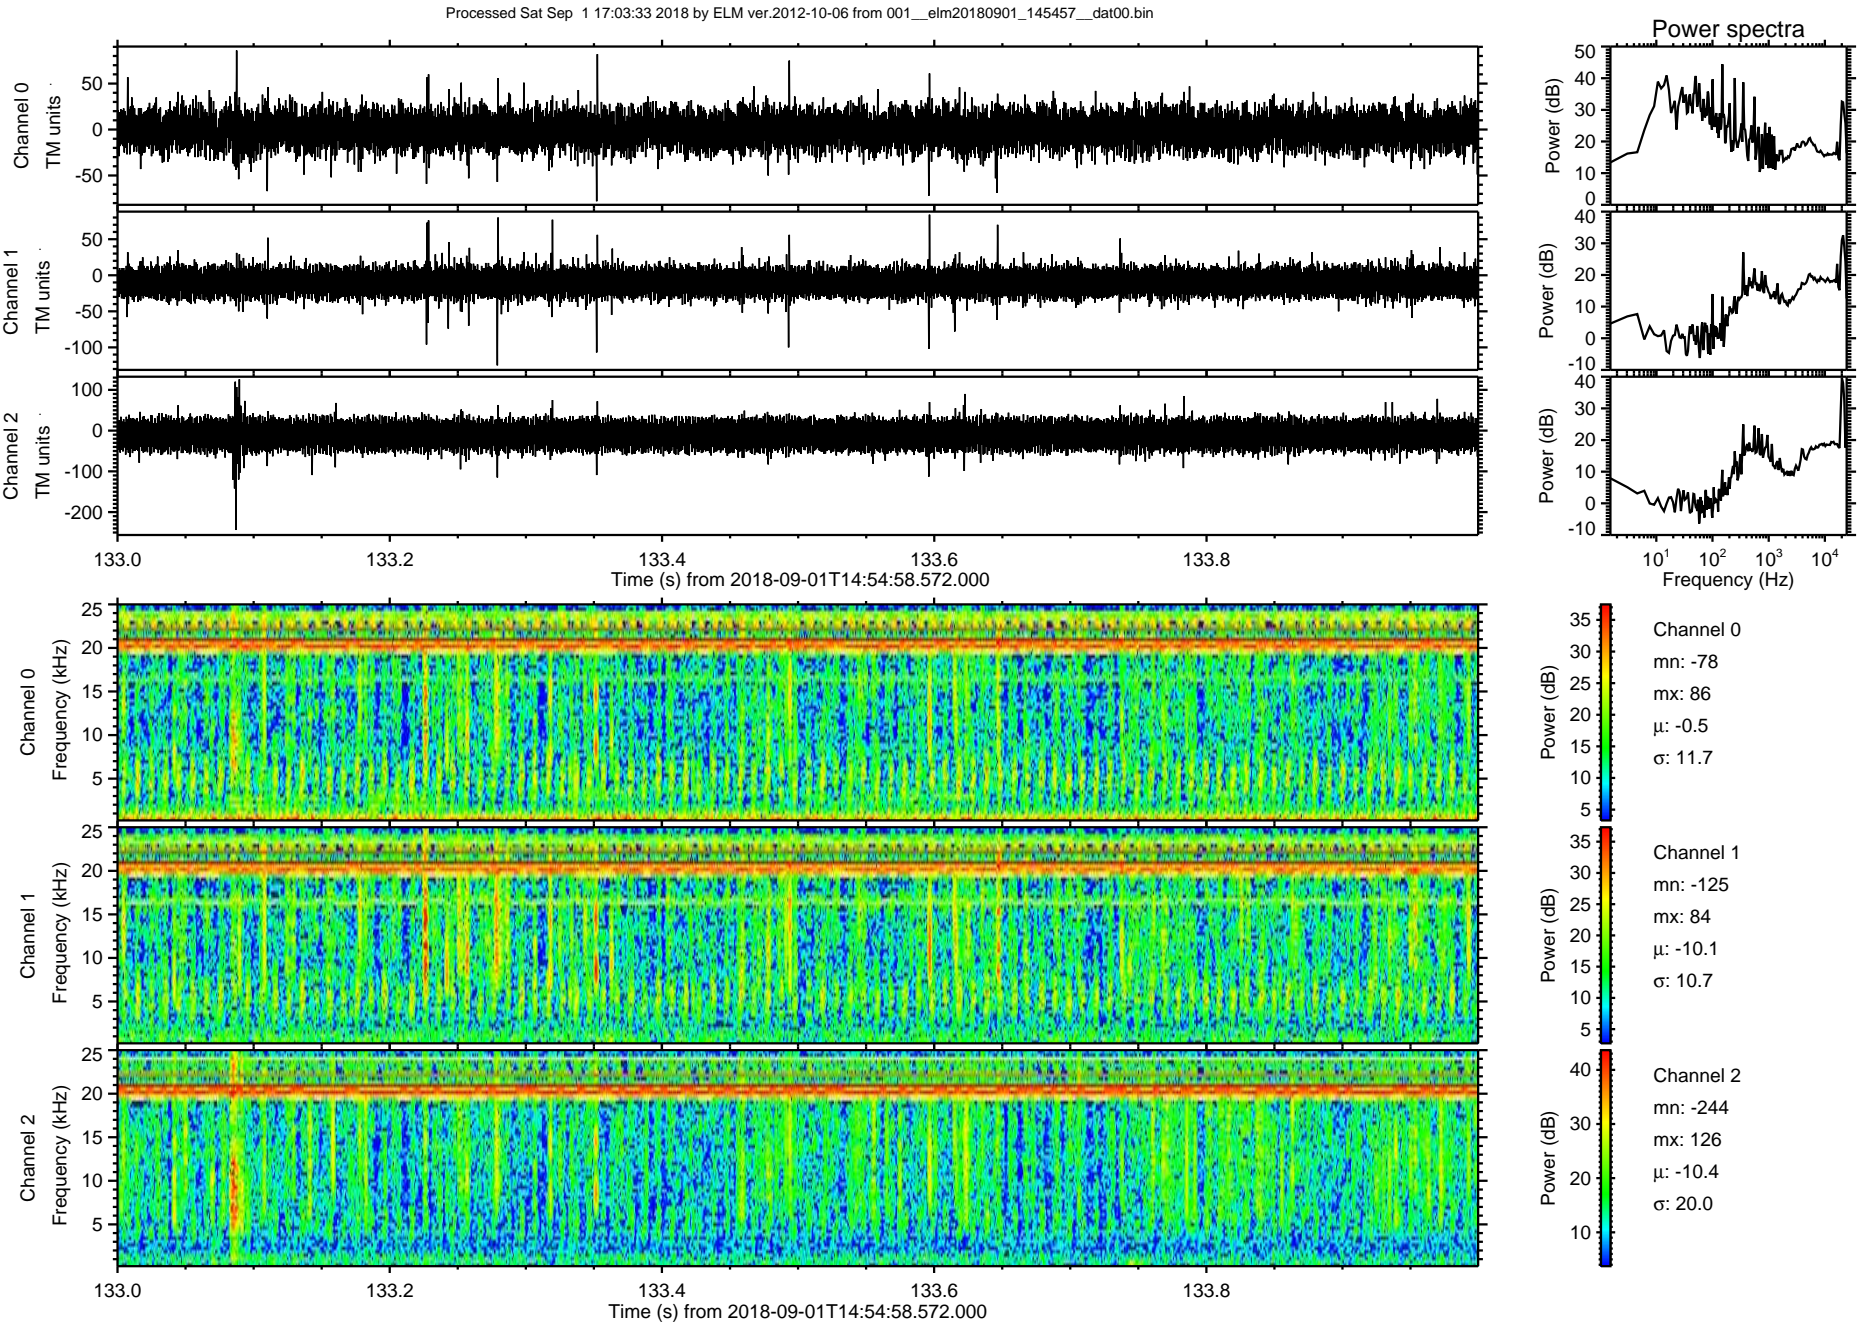 Processed Sat Sep  1 17:03:33 2018 by ELM ver.2012-10-06 from 001__elm20180901_145457__dat00.bin
Power spectra
Channel 0
TM units
50
0
-50
Power (dB)
50
40
30
20
10
0
Channel 1
TM units
50
0
-50
-100
Power (dB)
40
30
20
10
0
-10
Channel 2
TM units
100
0
-100
-200
Power (dB)
40
30
20
10
0
-10
133.0 133.2 133.4 133.6 133.8
Time (s) from 2018-09-01T14:54:58.572.000
10^1 10^2 10^3 10^4
Frequency (Hz)
Channel 0
Frequency (kHz)
25
20
15
10
5
Power (dB)
35
30
25
20
15
10
5
Channel 0
mn: -78
mx: 86
μ: -0.5
σ: 11.7
Channel 1
Frequency (kHz)
25
20
15
10
5
Power (dB)
35
30
25
20
15
10
5
Channel 1
mn: -125
mx: 84
μ: -10.1
σ: 10.7
Channel 2
Frequency (kHz)
25
20
15
10
5
Power (dB)
40
30
20
10
Channel 2
mn: -244
mx: 126
μ: -10.4
σ: 20.0
133.0 133.2 133.4 133.6 133.8
Time (s) from 2018-09-01T14:54:58.572.000